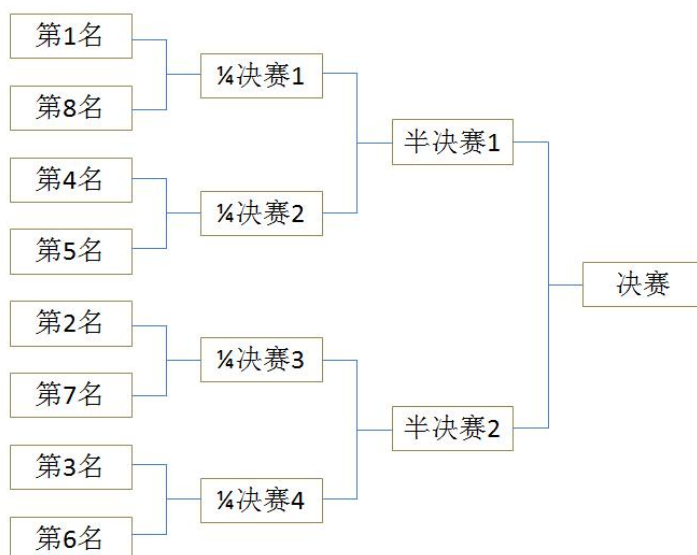 第1名
第8名
第4名
第5名
第2名
第7名
第3名
第6名
¼决赛1
¼决赛2
¼决赛3
¼决赛4
半决赛1
半决赛2
决赛